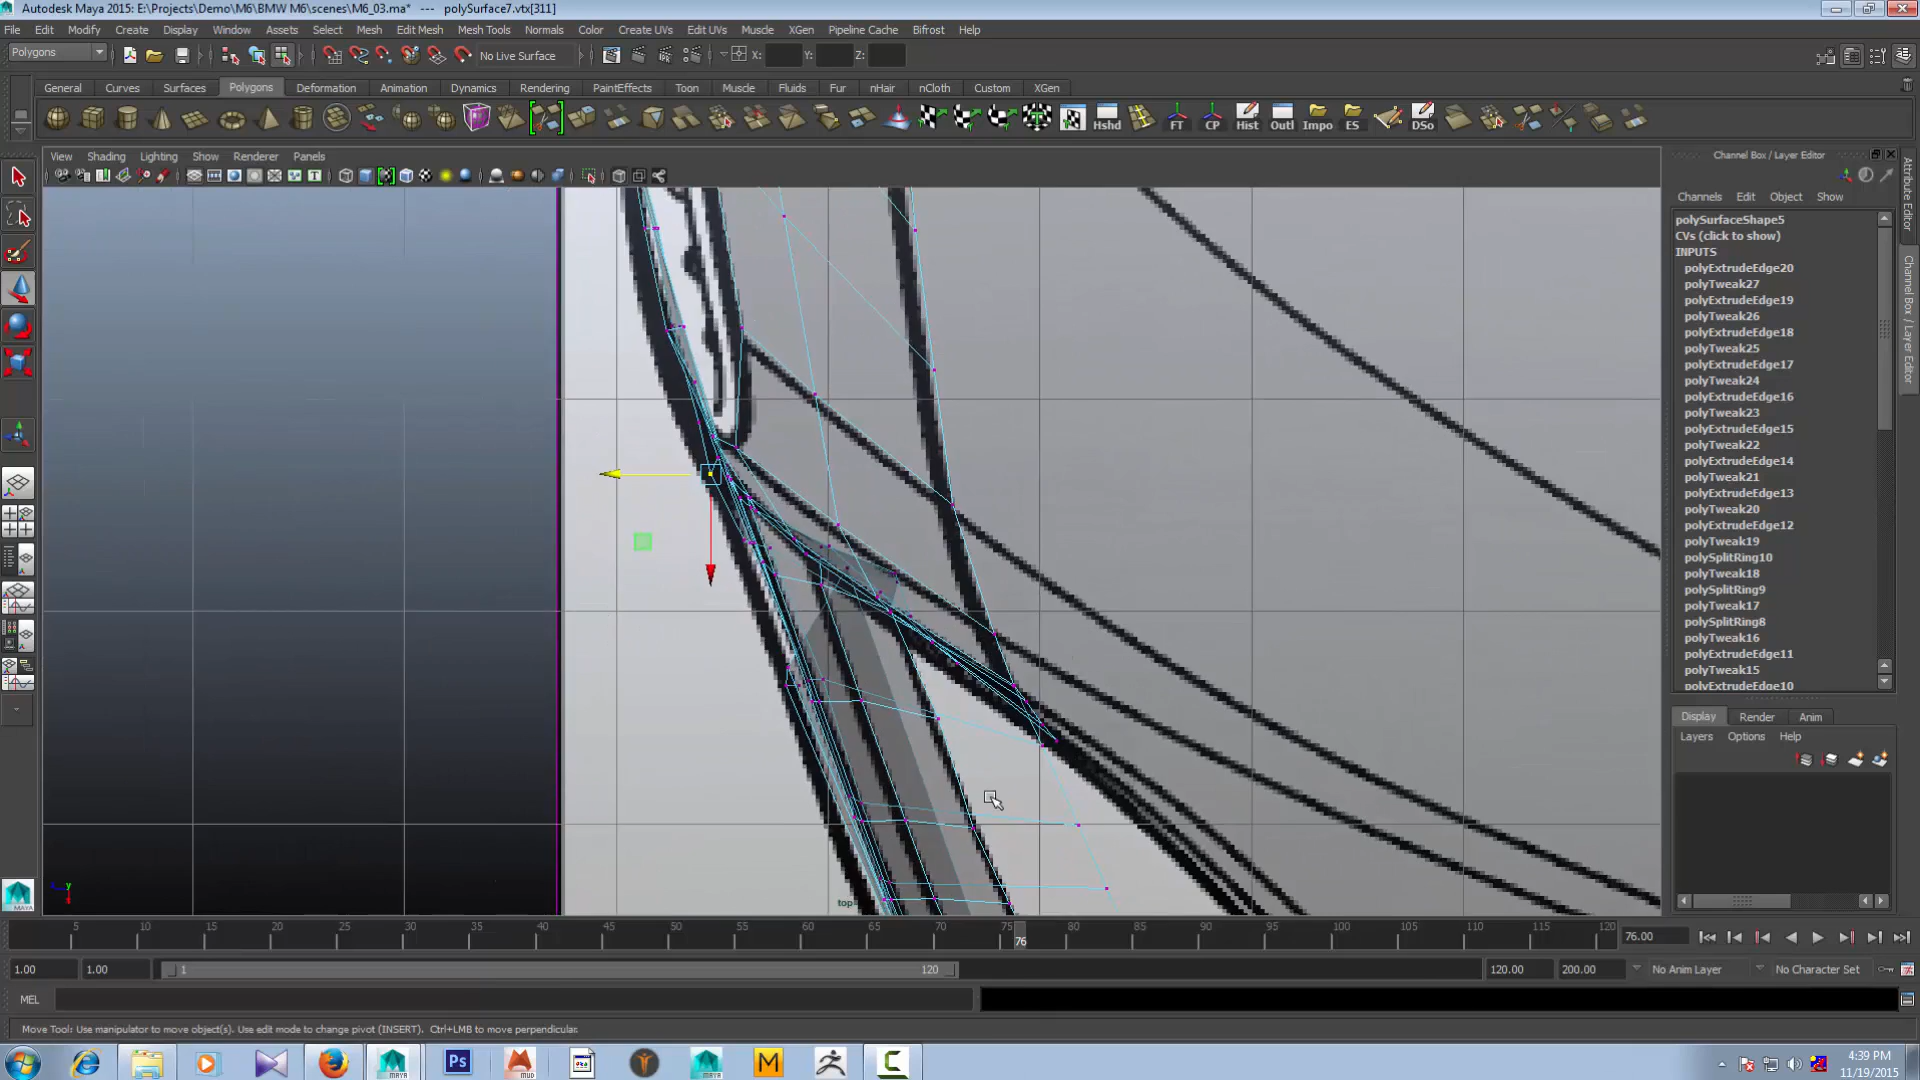 Autodesk Maya 2015: E:\Projects\Demo\M6\BMW M6\scenes\M6_03.ma* --- polySurface7.vtx[311]
File Edit Modify Create Display Window Assets Select Mesh Edit Mesh Mesh Tools Normals Color Create UVs Edit UVs Muscle XGen Pipeline Cache Bifrost Help
Polygons No Live Surface X: Y: Z:
General Curves Surfaces Polygons Deformation Animation Dynamics Rendering PaintEffects Toon Muscle Fluids Fur nHair nCloth Custom XGen
Hshd FT CP Hist Outl Impo ES DSo
View Shading Lighting Show Renderer Panels
Channel Box / Layer Editor
Channels Edit Object Show
polySurfaceShape5
CVs (click to show)
INPUTS
polyExtrudeEdge20
polyTweak27
polyExtrudeEdge19
polyTweak26
polyExtrudeEdge18
polyTweak25
polyExtrudeEdge17
polyTweak24
polyExtrudeEdge16
polyTweak23
polyExtrudeEdge15
polyTweak22
polyExtrudeEdge14
polyTweak21
polyExtrudeEdge13
polyTweak20
polyExtrudeEdge12
polyTweak19
polySplitRing10
polyTweak18
polySplitRing9
polyTweak17
polySplitRing8
polyTweak16
polyExtrudeEdge11
polyTweak15
polyExtrudeEdge10
Attribute Editor
Channel Box / Layer Editor
Display Render Anim
Layers Options Help
y
top
5 10 15 20 25 30 35 40 45 50 55 60 65 70 75 80 85 90 95 100 105 110 115 120
76
76.00
1.00 1.00 1 120 120.00 200.00 No Anim Layer No Character Set
MEL
Move Tool: Use manipulator to move object(s). Use edit mode to change pivot (INSERT). Ctrl+LMB to move perpendicular.
MAYA Ps MUD MAYA M C
4:39 PM
11/19/2015